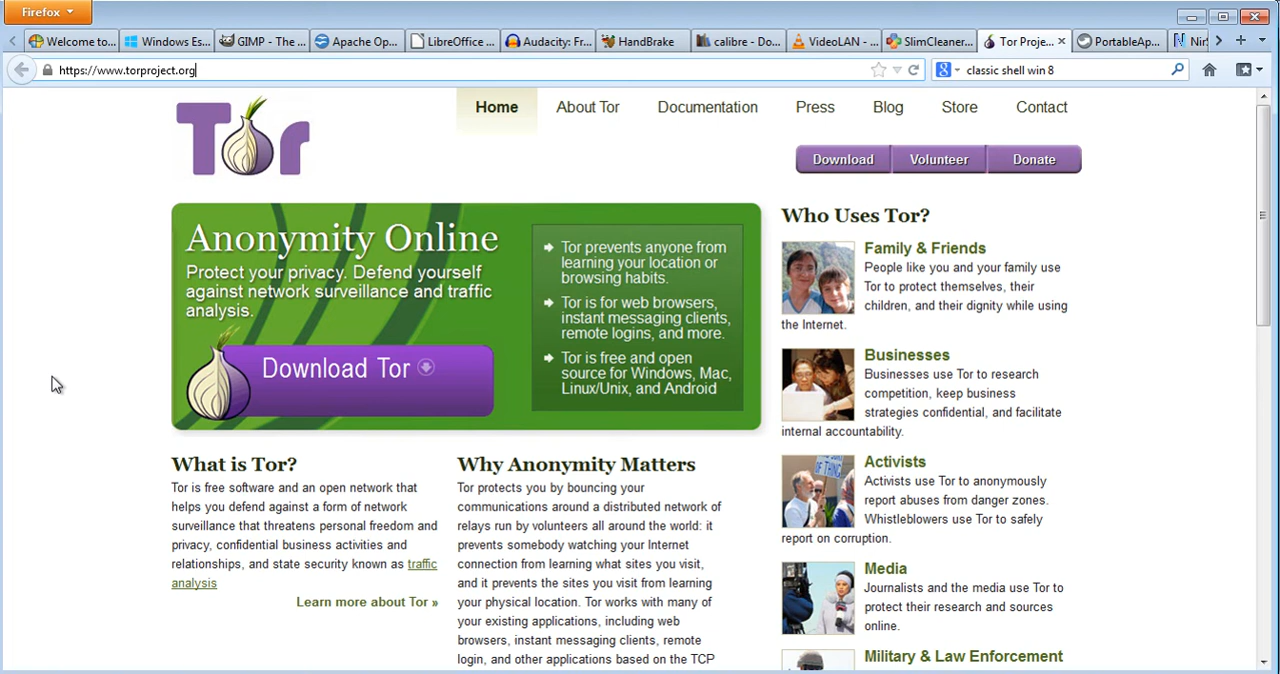 Firefox
Welcome to...
Windows Es...
GIMP - The ...
Apache Op...
LibreOffice ...
Audacity: Fr...
HandBrake
calibre - Do...
VideoLAN - ...
SlimCleaner...
Tor Proje...
PortableAp...
Nir
https://www.torproject.org
classic shell win 8
Tor
Home
About Tor
Documentation
Press
Blog
Store
Contact
Download
Volunteer
Donate
Anonymity Online
Protect your privacy. Defend yourself
against network surveillance and traffic
analysis.
Download Tor
Tor prevents anyone from
learning your location or
browsing habits.
Tor is for web browsers,
instant messaging clients,
remote logins, and more.
Tor is free and open
source for Windows, Mac,
Linux/Unix, and Android
What is Tor?
Tor is free software and an open network that
helps you defend against a form of network
surveillance that threatens personal freedom and
privacy, confidential business activities and
relationships, and state security known as traffic
analysis
Learn more about Tor »
Why Anonymity Matters
Tor protects you by bouncing your
communications around a distributed network of
relays run by volunteers all around the world: it
prevents somebody watching your Internet
connection from learning what sites you visit,
and it prevents the sites you visit from learning
your physical location. Tor works with many of
your existing applications, including web
browsers, instant messaging clients, remote
login, and other applications based on the TCP
Who Uses Tor?
Family & Friends
People like you and your family use
Tor to protect themselves, their
children, and their dignity while using
the Internet.
Businesses
Businesses use Tor to research
competition, keep business
strategies confidential, and facilitate
internal accountability.
Activists
Activists use Tor to anonymously
report abuses from danger zones.
Whistleblowers use Tor to safely
report on corruption.
Media
Journalists and the media use Tor to
protect their research and sources
online.
Military & Law Enforcement